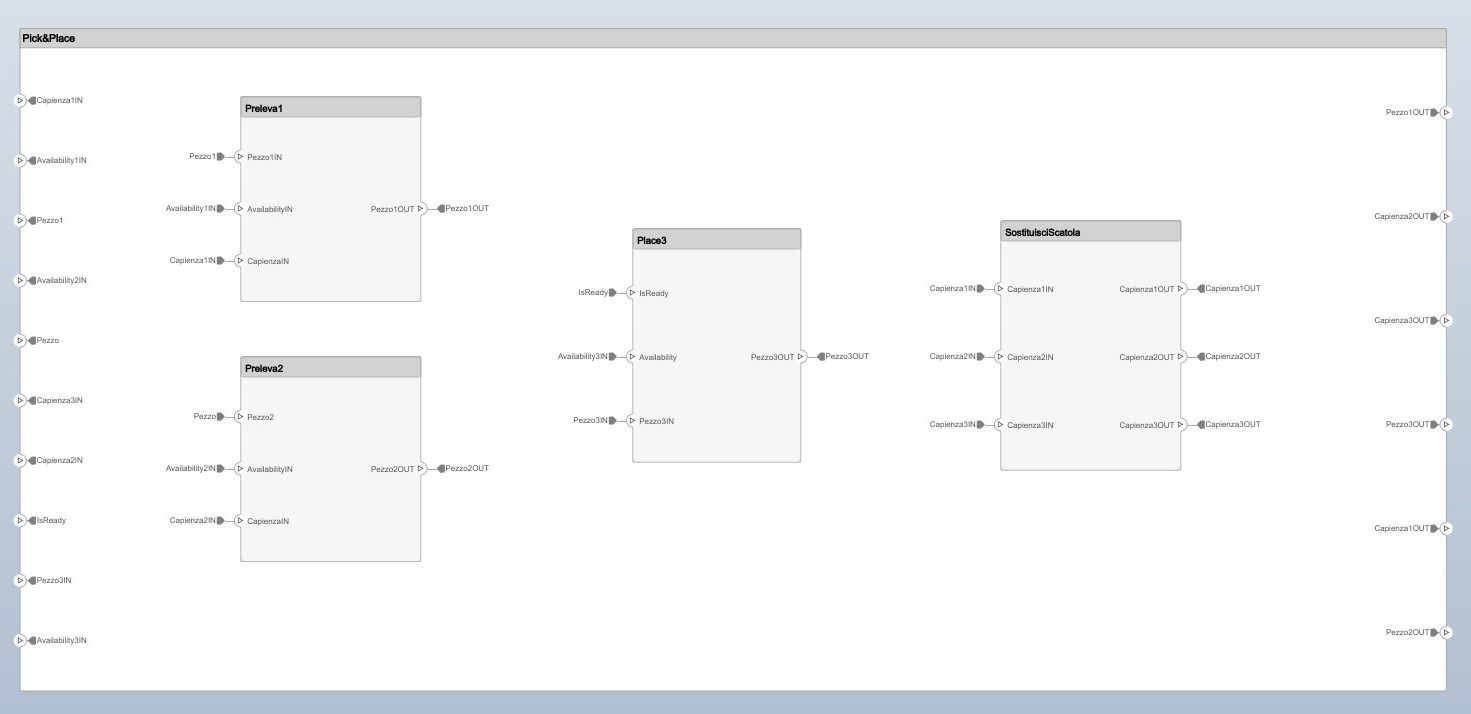 Pick&Place
Capienza1IN
Availability1IN
Pezzo1
Availability2IN
Pezzo
Capienza3IN
Capienza2IN
IsReady
Pezzo3IN
Availability3IN
Preleva1
Pezzo1
Pezzo1IN
Availability1IN
AvailabilityIN
Pezzo1OUT
Pezzo1OUT
Capienza1IN
CapienzaIN
Preleva2
Pezzo
Pezzo2
Availability2IN
AvailabilityIN
Pezzo2OUT
Pezzo2OUT
Capienza2IN
CapienzaIN
Place3
IsReady
IsReady
Availability3IN
Availability
Pezzo3OUT
Pezzo3OUT
Pezzo3IN
Pezzo3IN
SostituisciScatola
Capienza1IN
Capienza1IN
Capienza1OUT
Capienza1OUT
Capienza2IN
Capienza2IN
Capienza2OUT
Capienza2OUT
Capienza3IN
Capienza3IN
Capienza3OUT
Capienza3OUT
Pezzo1OUT
Capienza2OUT
Capienza3OUT
Pezzo3OUT
Capienza1OUT
Pezzo2OUT